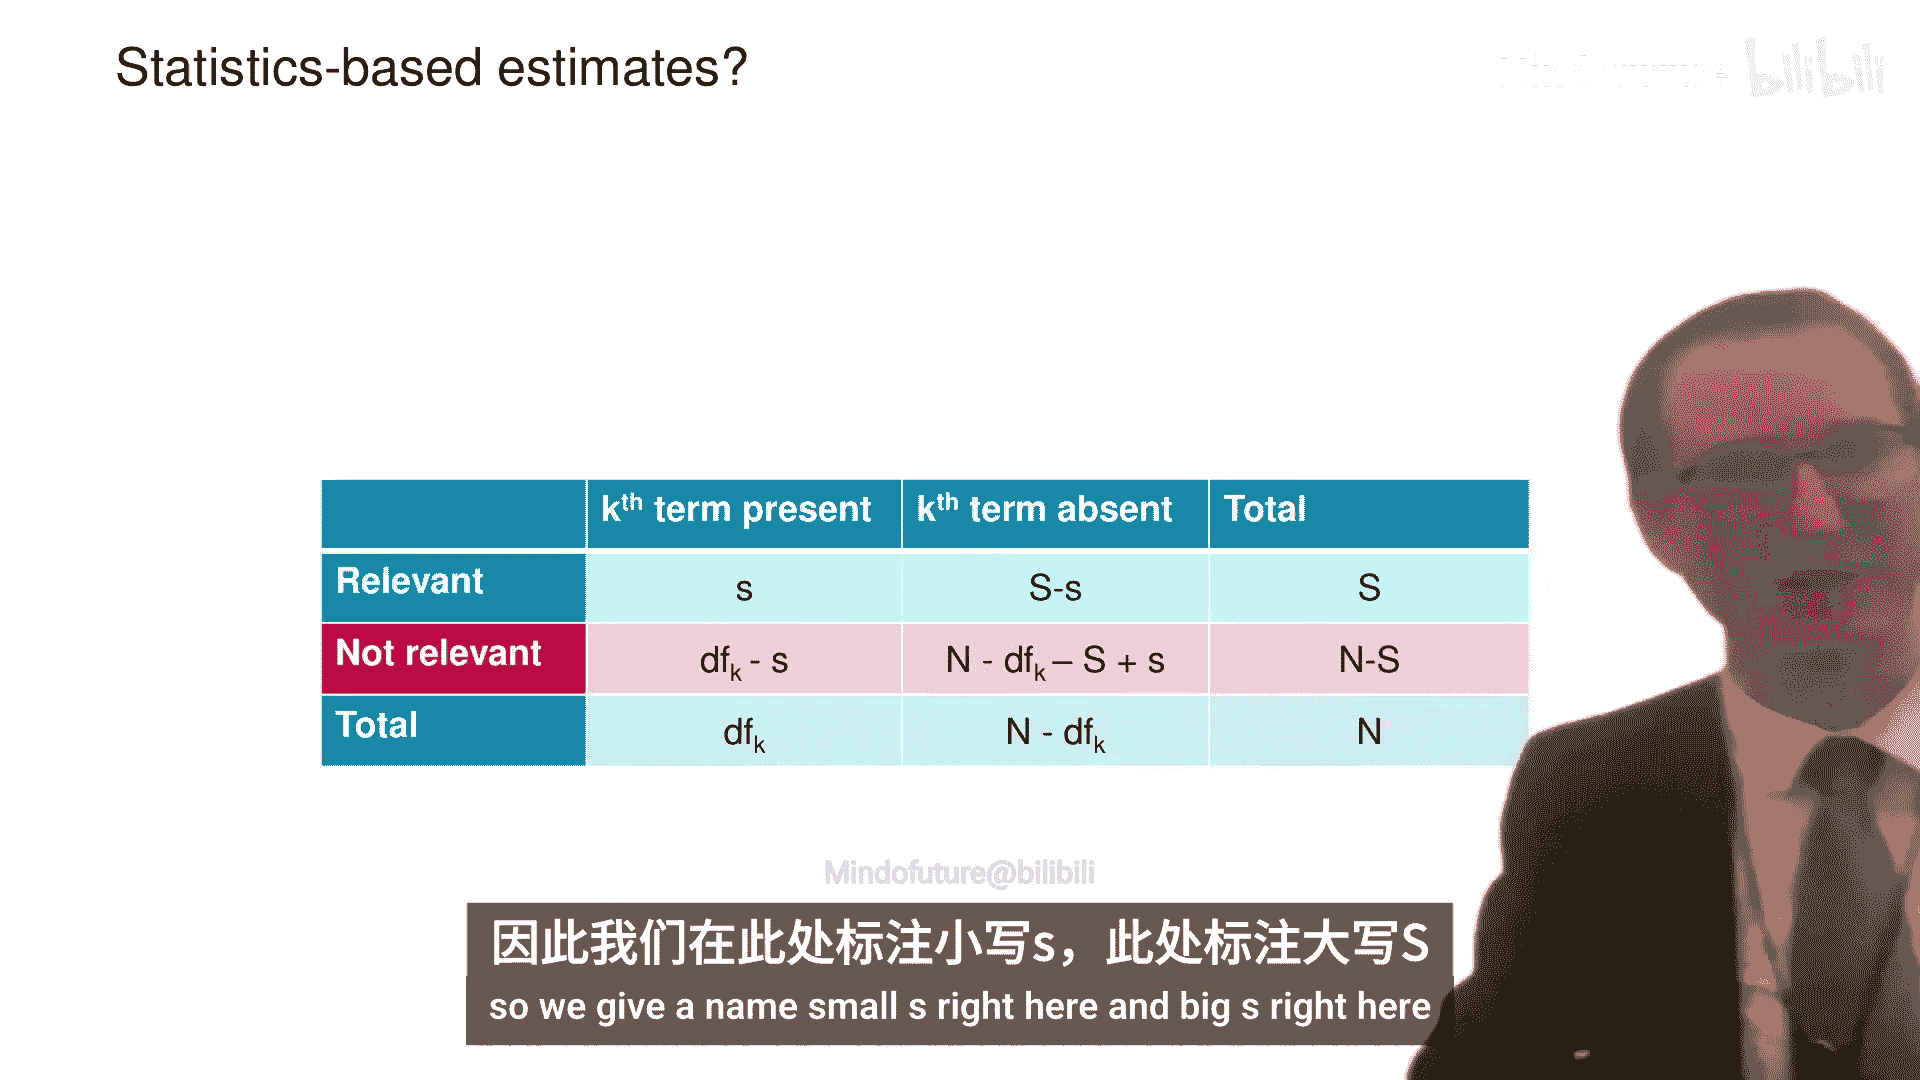 Statistics-based estimates?
bilibili
kth term present kth term absent Total
Relevant s S-s S
Not relevant dfk - s N - dfk – S + s N-S
Total dfk N - dfk N
Mindofuture@bilibili
因此我们在此处标注小写s，此处标注大写S
so we give a name small s right here and big s right here